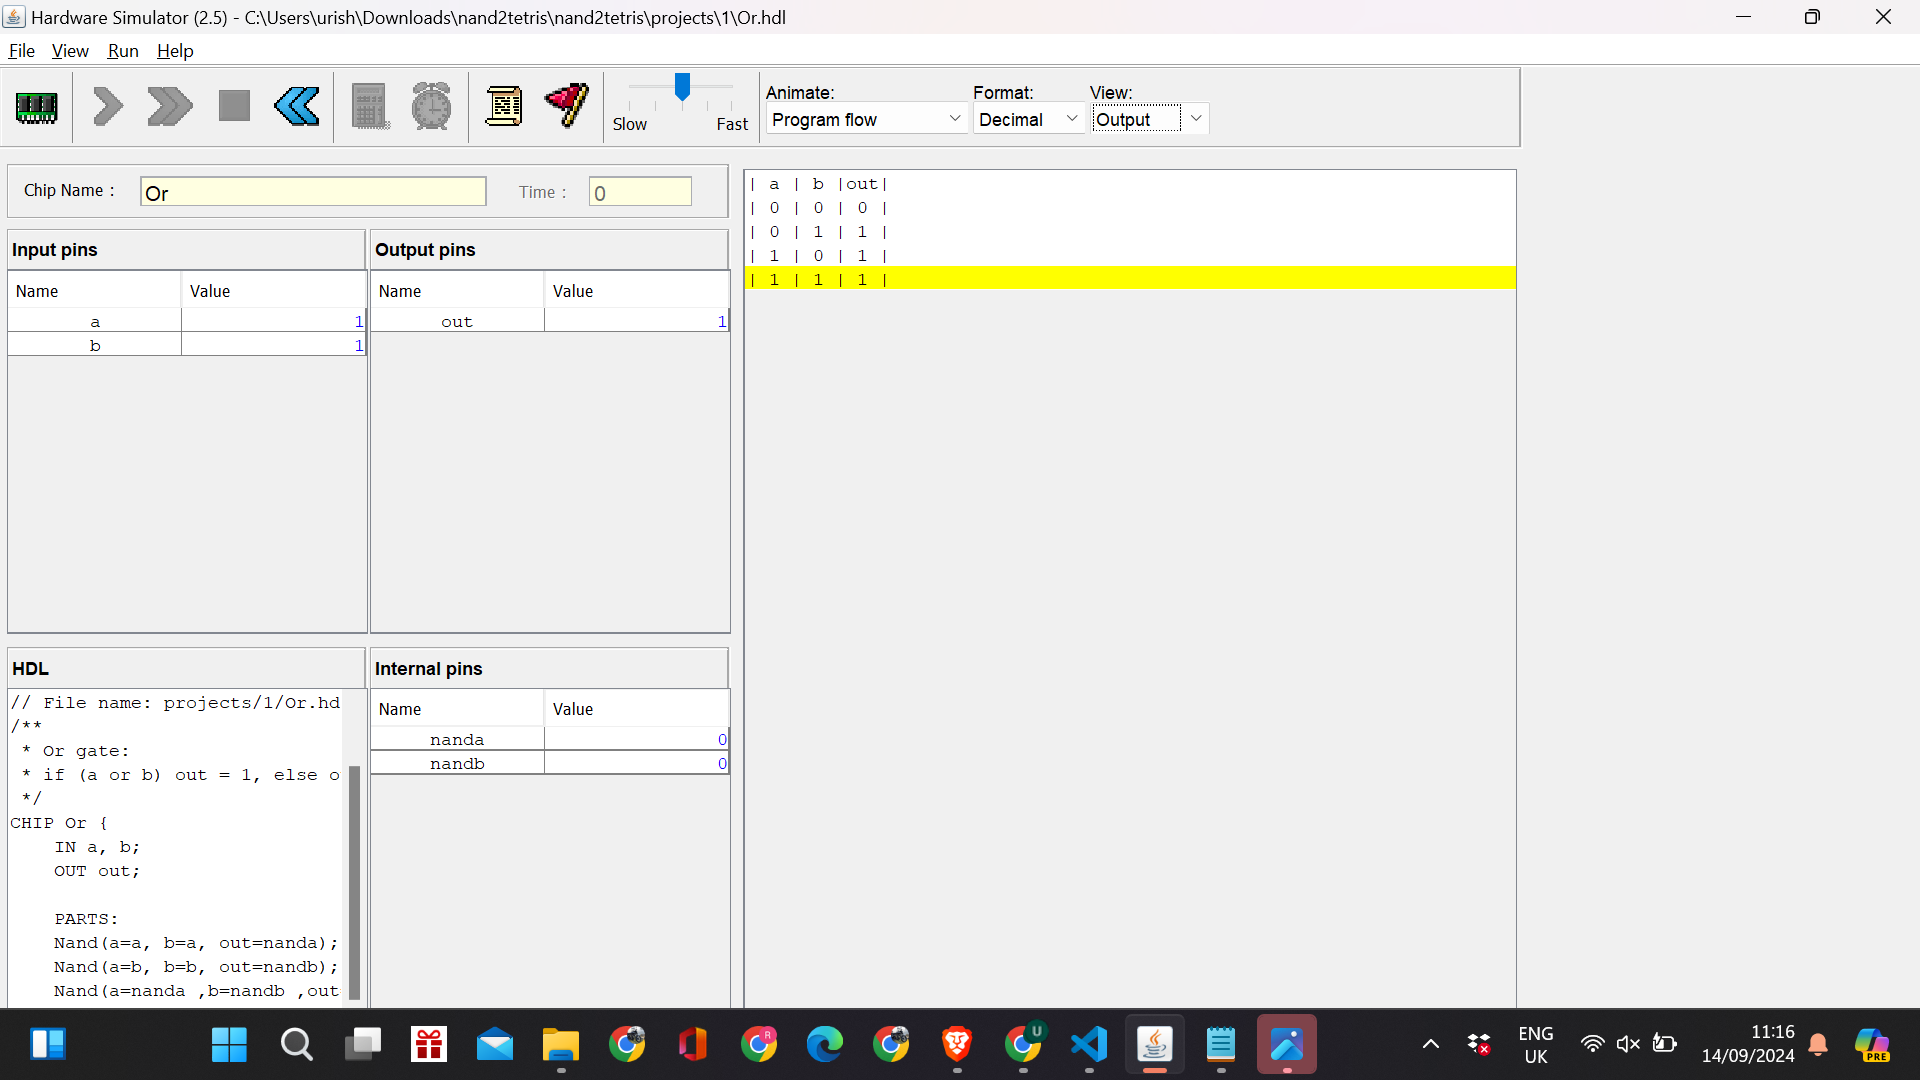 Hardware Simulator (2.5) - C:\Users\urish\Downloads\nand2tetris\nand2tetris\projects\1\Or.hdl
File View Run Help
Slow Fast
Animate: Format: View:
Program flow Decimal Output
Chip Name : Or Time : 0
Input pins
Name Value
a 1
b 1
Output pins
Name Value
out 1
| a | b |out|
| 0 | 0 | 0 |
| 0 | 1 | 1 |
| 1 | 0 | 1 |
| 1 | 1 | 1 |
HDL
// File name: projects/1/Or.hd
/**
* Or gate:
* if (a or b) out = 1, else o
*/
CHIP Or {
IN a, b;
OUT out;
PARTS:
Nand(a=a, b=a, out=nanda);
Nand(a=b, b=b, out=nandb);
Nand(a=nanda ,b=nandb ,out
Internal pins
Name Value
nanda 0
nandb 0
R
U
ENG
UK
11:16
14/09/2024
PRE